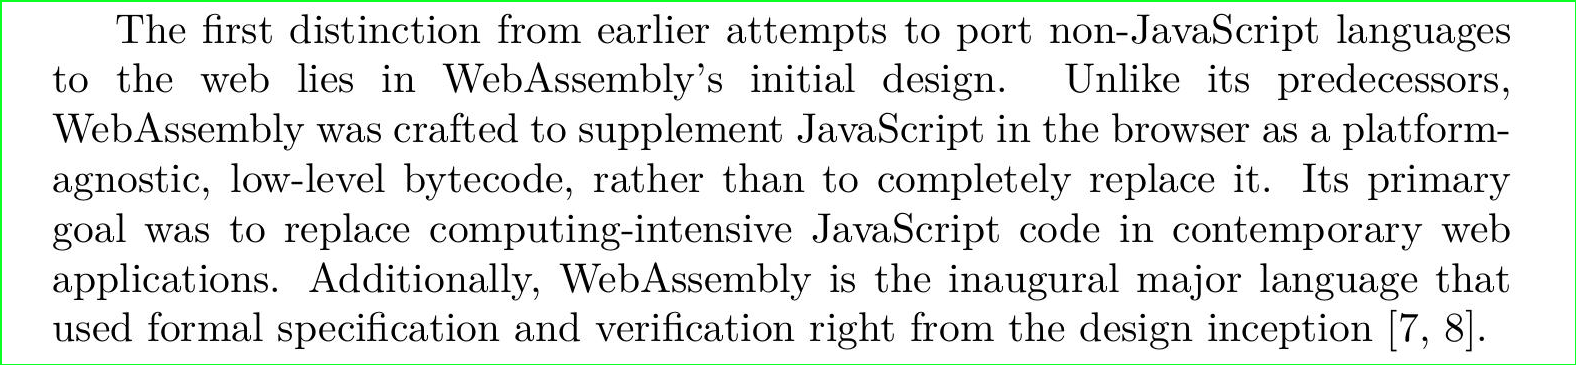 The first distinction from earlier attempts to port non-JavaScript languages
to the web lies in WebAssembly's initial design. Unlike its predecessors,
WebAssembly was crafted to supplement JavaScript in the browser as a platform-
agnostic, low-level bytecode, rather than to completely replace it. Its primary
goal was to replace computing-intensive JavaScript code in contemporary web
applications. Additionally, WebAssembly is the inaugural major language that
used formal specification and verification right from the design inception [7, 8].